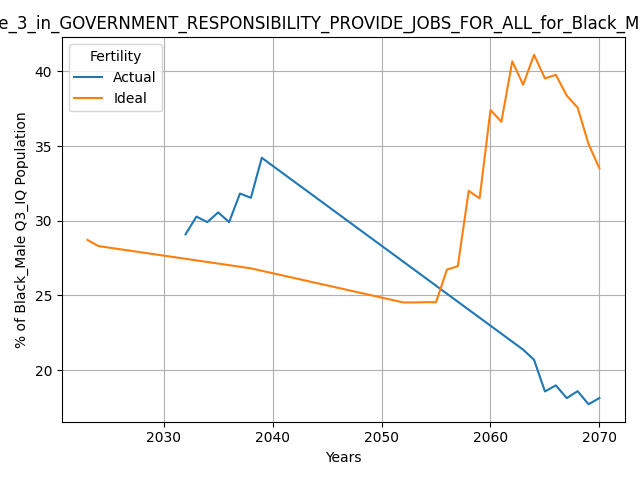 e_3_in_GOVERNMENT_RESPONSIBILITY_PROVIDE_JOBS_FOR_ALL_for_Black_M
Fertility
Actual
Ideal
% of Black_Male Q3_IQ Population
40
35
30
25
20
2030
2040
2050
2060
2070
Years